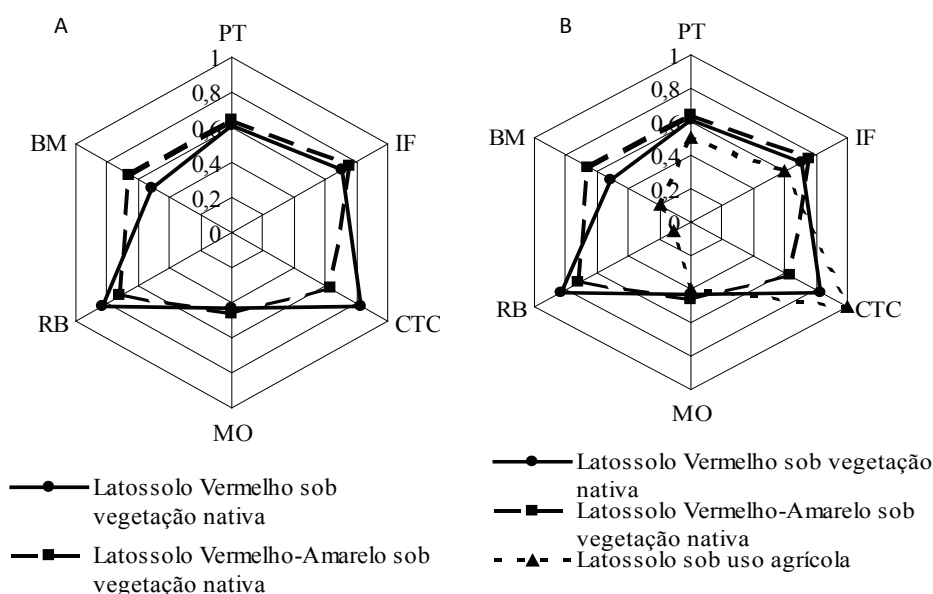 A
PT
1
0,8
0,6
0,4
0,2
0
BM
IF
RB
CTC
MO
Latossolo Vermelho sob
vegetação nativa
Latossolo Vermelho-Amarelo sob
vegetação nativa
B
PT
1
0,8
0,6
0,4
0,2
0
BM
IF
RB
CTC
MO
Latossolo Vermelho sob vegetação
nativa
Latossolo Vermelho-Amarelo sob
vegetação nativa
Latossolo sob uso agrícola